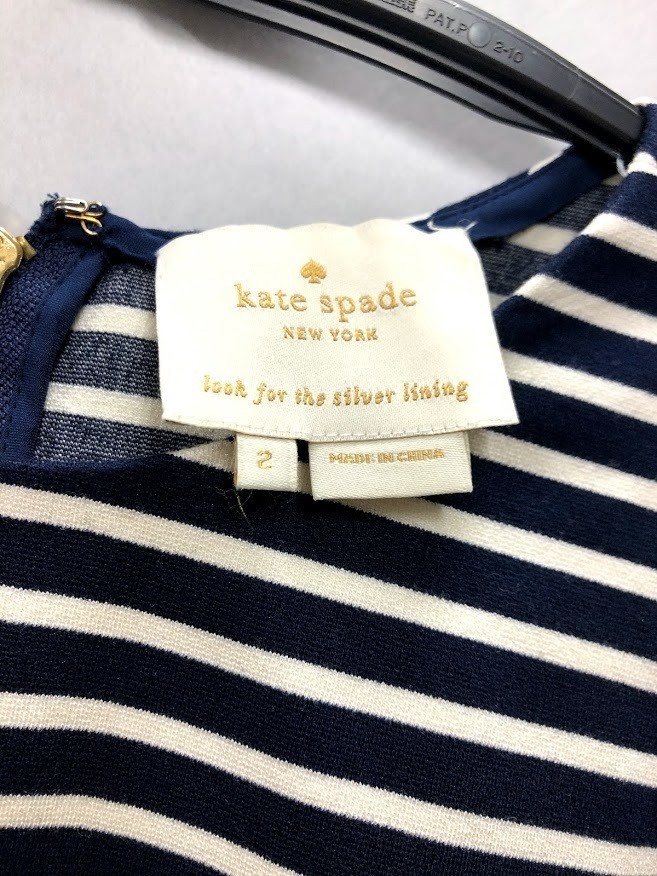 PAT.P 2-10
kate spade
NEW YORK
look for the silver lining
2
MADE IN CHINA